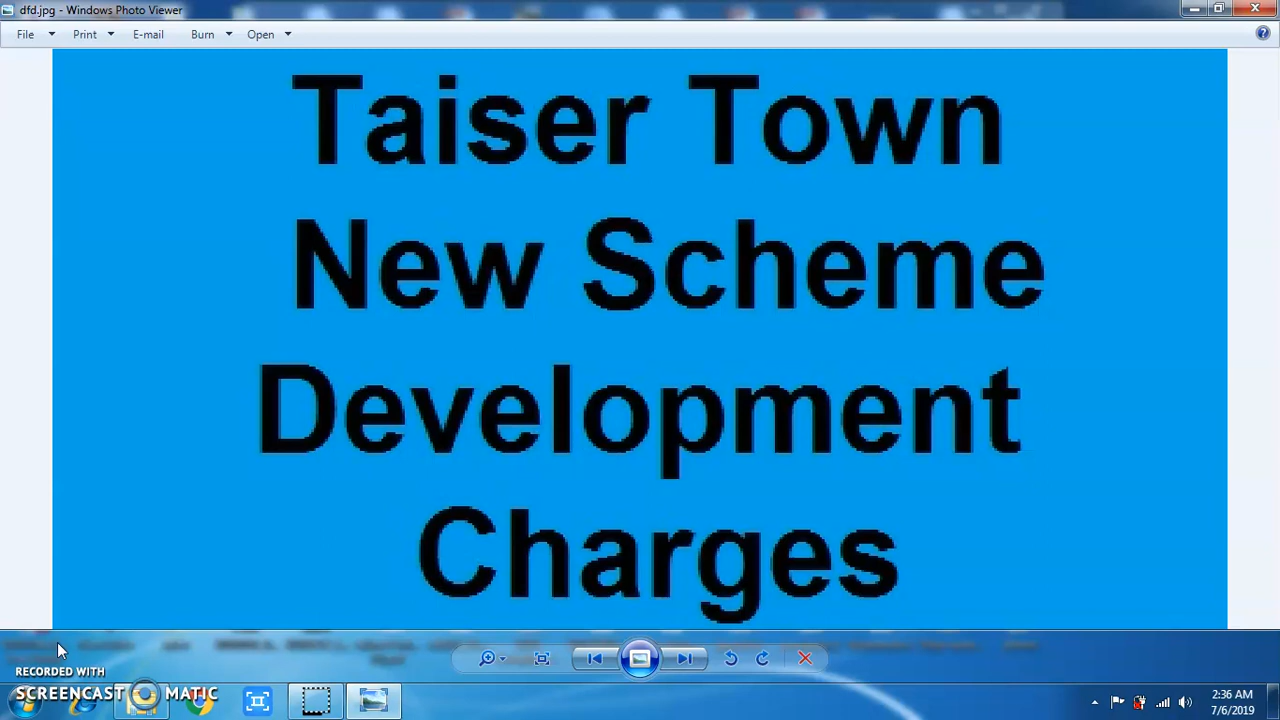 dfd.jpg - Windows Photo Viewer
File Print E-mail Burn Open
Taiser Town
New Scheme
Development
Charges
RECORDED WITH
SCREENCAST MATIC
2:36 AM
7/6/2019